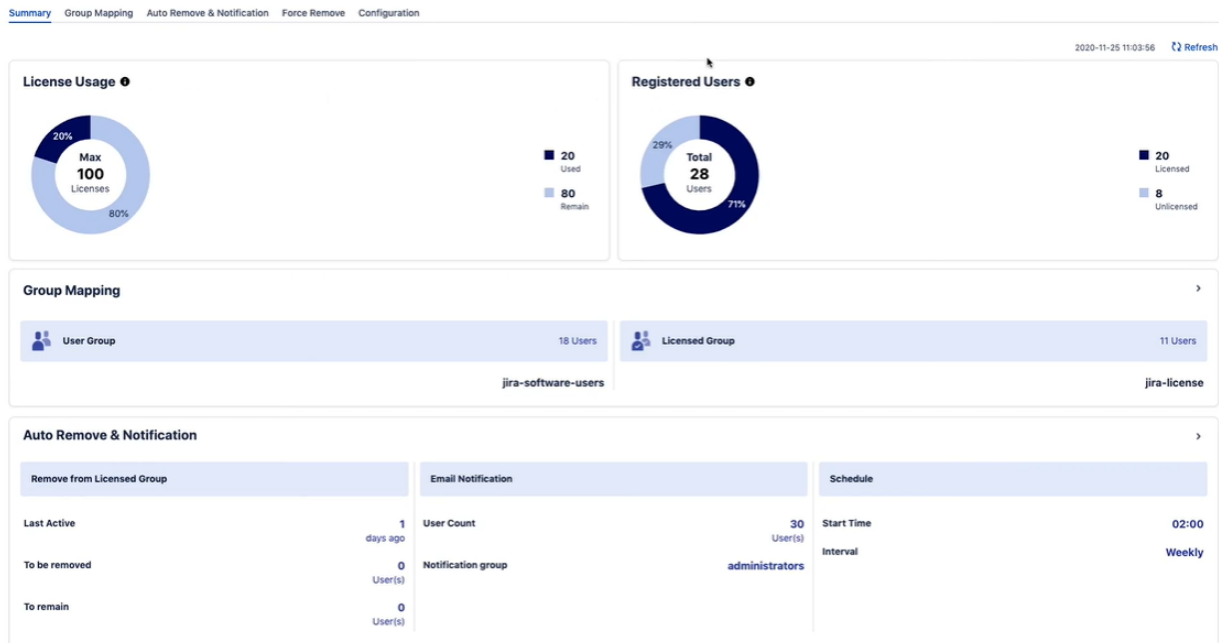 Summary Group Mapping Auto Remove & Notification Force Remove Configuration
2020-11-25 11:03:56 Refresh
License Usage
20%
Max
100
Licenses
80%
20
Used
80
Remain
Registered Users
29%
Total
28
Users
71%
20
Licensed
8
Unlicensed
Group Mapping
User Group 18 Users
jira-software-users
Licensed Group 11 Users
jira-license
Auto Remove & Notification
Remove from Licensed Group
Last Active 1
days ago
To be removed 0
User(s)
To remain 0
User(s)
Email Notification
User Count 30
User(s)
Notification group administrators
Schedule
Start Time 02:00
Interval Weekly